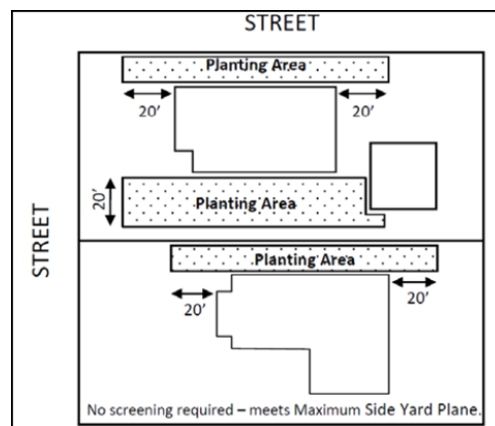 STREET
Planting Area
20'
20'
20'
Planting Area
STREET
Planting Area
20'
20'
No screening required – meets Maximum Side Yard Plane.